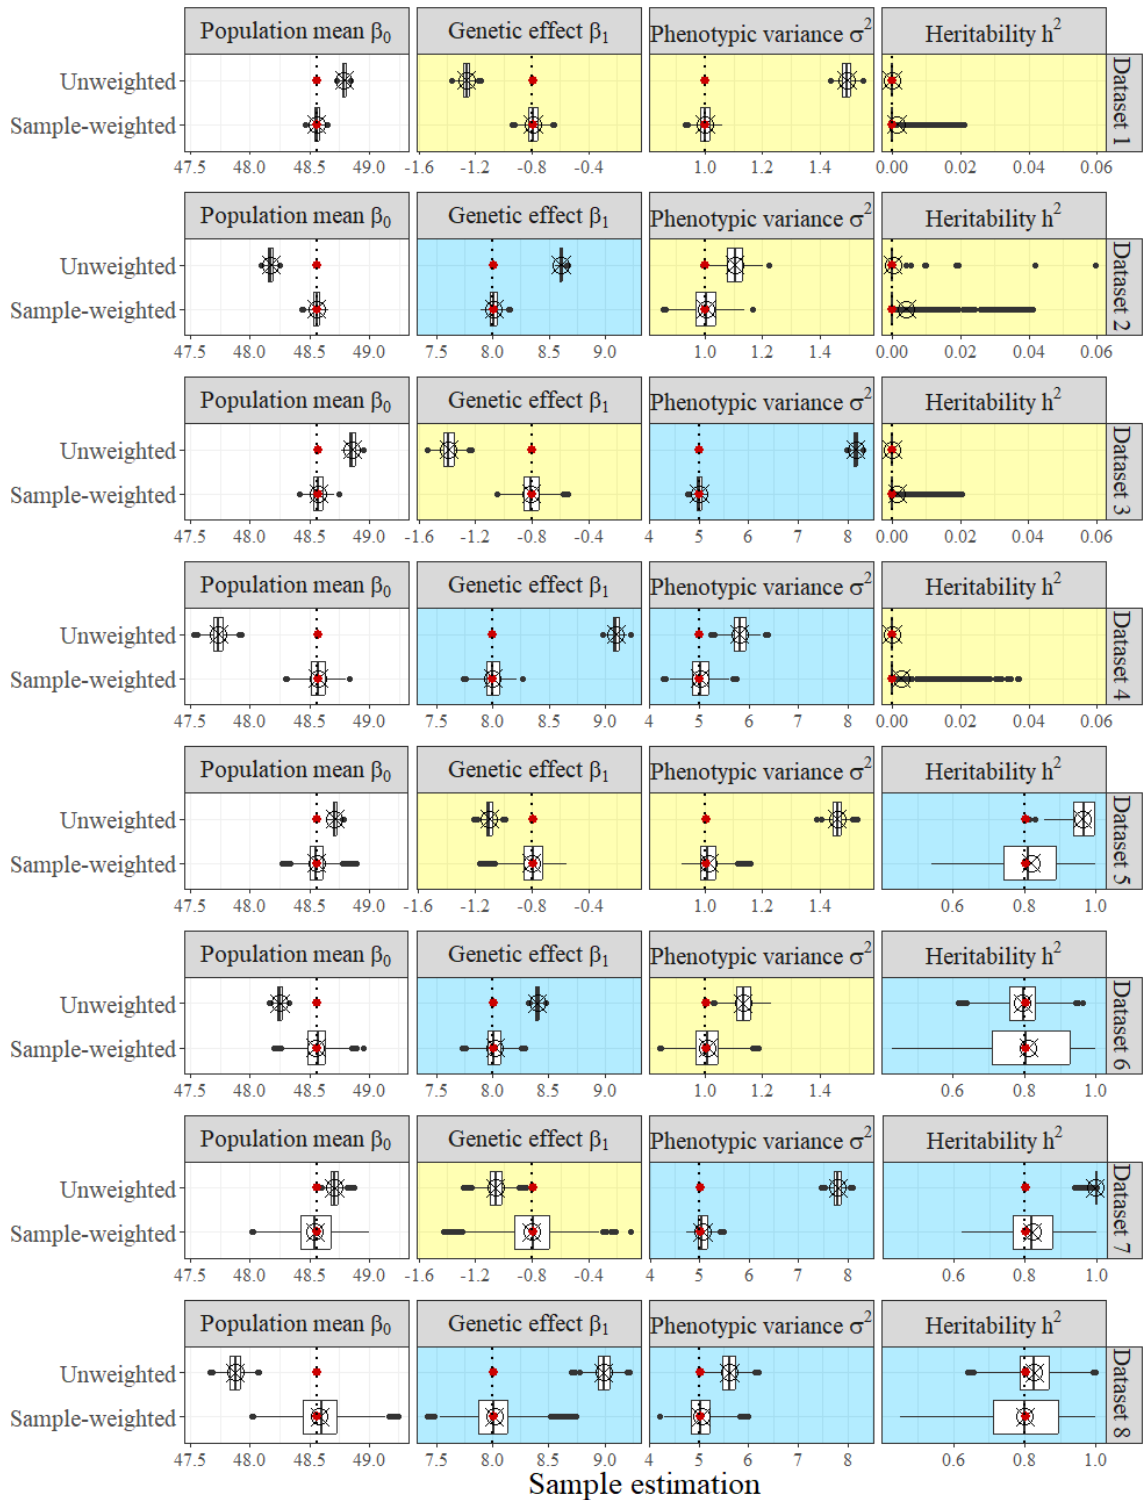 Population mean β0 Genetic effect β1 Phenotypic variance σ² Heritability h²
Unweighted
Sample-weighted
Dataset 1
47.5 48.0 48.5 49.0 -1.6 -1.2 -0.8 -0.4 1.0 1.2 1.4 0.00 0.02 0.04 0.06
Population mean β0 Genetic effect β1 Phenotypic variance σ² Heritability h²
Unweighted
Sample-weighted
Dataset 2
47.5 48.0 48.5 49.0 7.5 8.0 8.5 9.0 1.0 1.2 1.4 0.00 0.02 0.04 0.06
Population mean β0 Genetic effect β1 Phenotypic variance σ² Heritability h²
Unweighted
Sample-weighted
Dataset 3
47.5 48.0 48.5 49.0 -1.6 -1.2 -0.8 -0.4 4 5 6 7 8 0.00 0.02 0.04 0.06
Population mean β0 Genetic effect β1 Phenotypic variance σ² Heritability h²
Unweighted
Sample-weighted
Dataset 4
47.5 48.0 48.5 49.0 7.5 8.0 8.5 9.0 4 5 6 7 8 0.00 0.02 0.04 0.06
Population mean β0 Genetic effect β1 Phenotypic variance σ² Heritability h²
Unweighted
Sample-weighted
Dataset 5
47.5 48.0 48.5 49.0 -1.6 -1.2 -0.8 -0.4 1.0 1.2 1.4 0.6 0.8 1.0
Population mean β0 Genetic effect β1 Phenotypic variance σ² Heritability h²
Unweighted
Sample-weighted
Dataset 6
47.5 48.0 48.5 49.0 7.5 8.0 8.5 9.0 1.0 1.2 1.4 0.6 0.8 1.0
Population mean β0 Genetic effect β1 Phenotypic variance σ² Heritability h²
Unweighted
Sample-weighted
Dataset 7
47.5 48.0 48.5 49.0 -1.6 -1.2 -0.8 -0.4 4 5 6 7 8 0.6 0.8 1.0
Population mean β0 Genetic effect β1 Phenotypic variance σ² Heritability h²
Unweighted
Sample-weighted
Dataset 8
47.5 48.0 48.5 49.0 7.5 8.0 8.5 9.0 4 5 6 7 8 0.6 0.8 1.0
Sample estimation